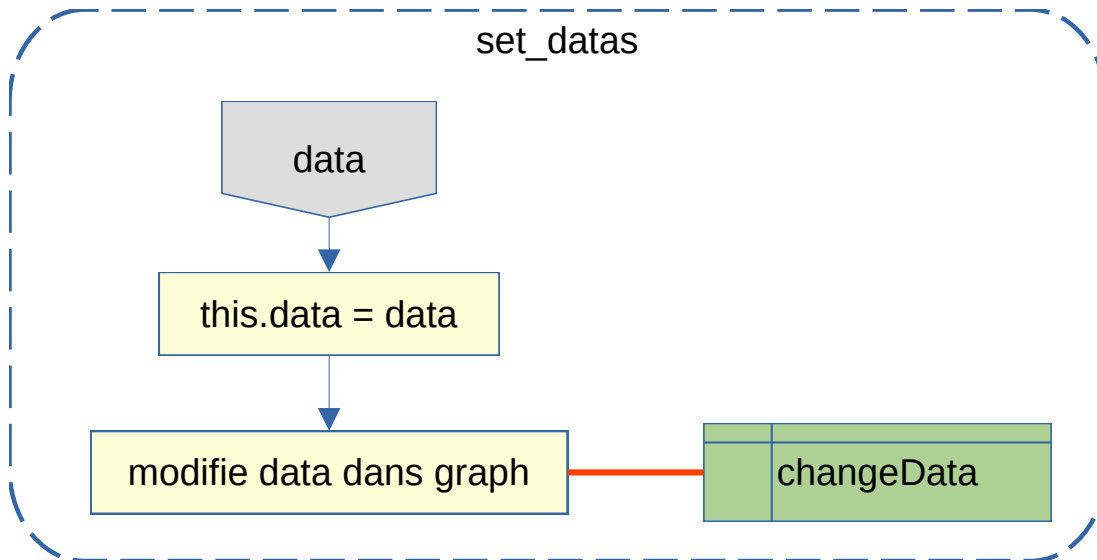 set_datas
data
this.data = data
modifie data dans graph
changeData